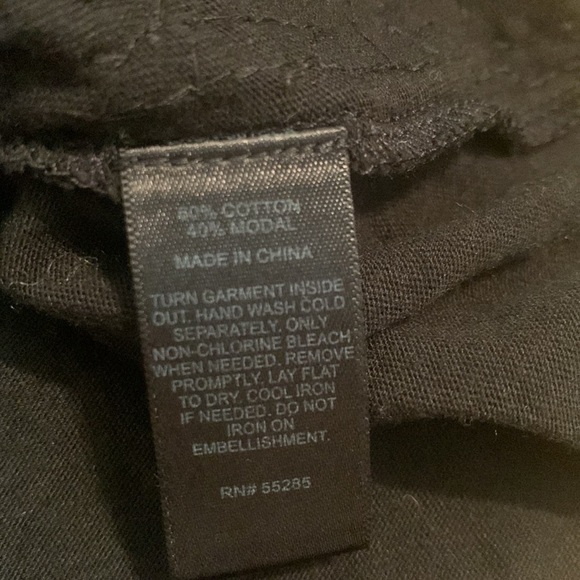 60% COTTON
40% MODAL
MADE IN CHINA
TURN GARMENT INSIDE
OUT. HAND WASH COLD
SEPARATELY. ONLY
NON-CHLORINE BLEACH
WHEN NEEDED. REMOVE
PROMPTLY. LAY FLAT
TO DRY. COOL IRON
IF NEEDED. DO NOT
IRON ON
EMBELLISHMENT.
RN# 55285